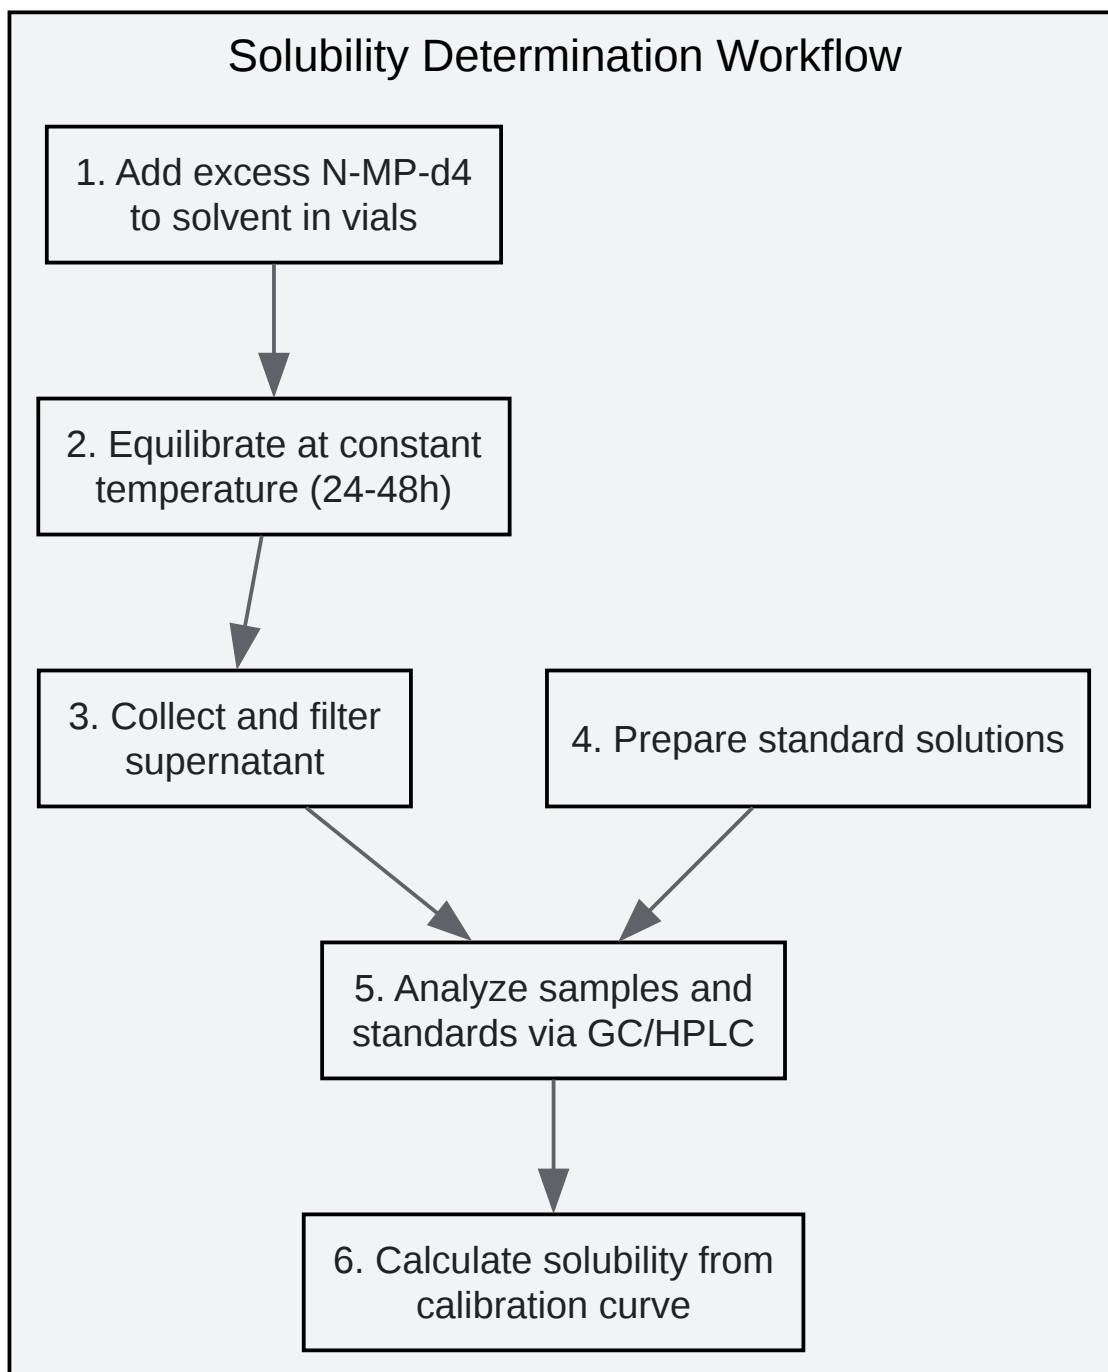 Solubility Determination Workflow
1. Add excess N-MP-d4
to solvent in vials
2. Equilibrate at constant
temperature (24-48h)
3. Collect and filter
supernatant
4. Prepare standard solutions
5. Analyze samples and
standards via GC/HPLC
6. Calculate solubility from
calibration curve